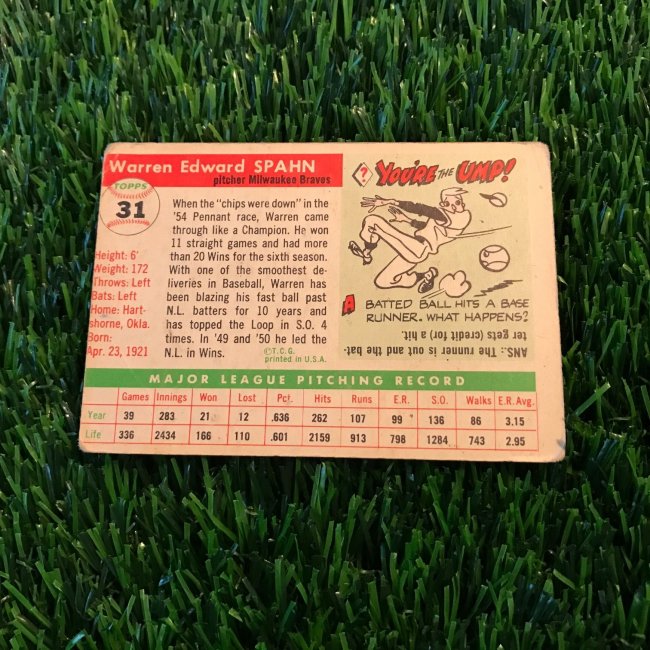 Warren Edward SPAHN
pitcher Milwaukee Braves
TOPPS
31
Height: 6'
Weight: 172
Throws: Left
Bats: Left
Home: Hart-
shorne, Okla.
Born:
Apr. 23, 1921
When the "chips were down" in the
'54 Pennant race, Warren came
through like a Champion. He won
11 straight games and had more
than 20 Wins for the sixth season.
With one of the smoothest de-
liveries in Baseball, Warren has
been blazing his fast ball past
N.L. batters for 10 years and
has topped the Loop in S.O. 4
times. In '49 and '50 he led the
N.L. in Wins.
© T.C.G.
printed in U.S.A.
? YOU'RE THE UMP!
A BATTED BALL HITS A BASE
RUNNER. WHAT HAPPENS?
ANS.: The runner is out and the bat-
ter gets (credit for) a hit.
MAJOR LEAGUE PITCHING RECORD
Games Innings Won Lost Pct. Hits Runs E.R. S.O. Walks E.R.Avg.
Year 39 283 21 12 .636 262 107 99 136 86 3.15
Life 336 2434 166 110 .601 2159 913 798 1284 743 2.95